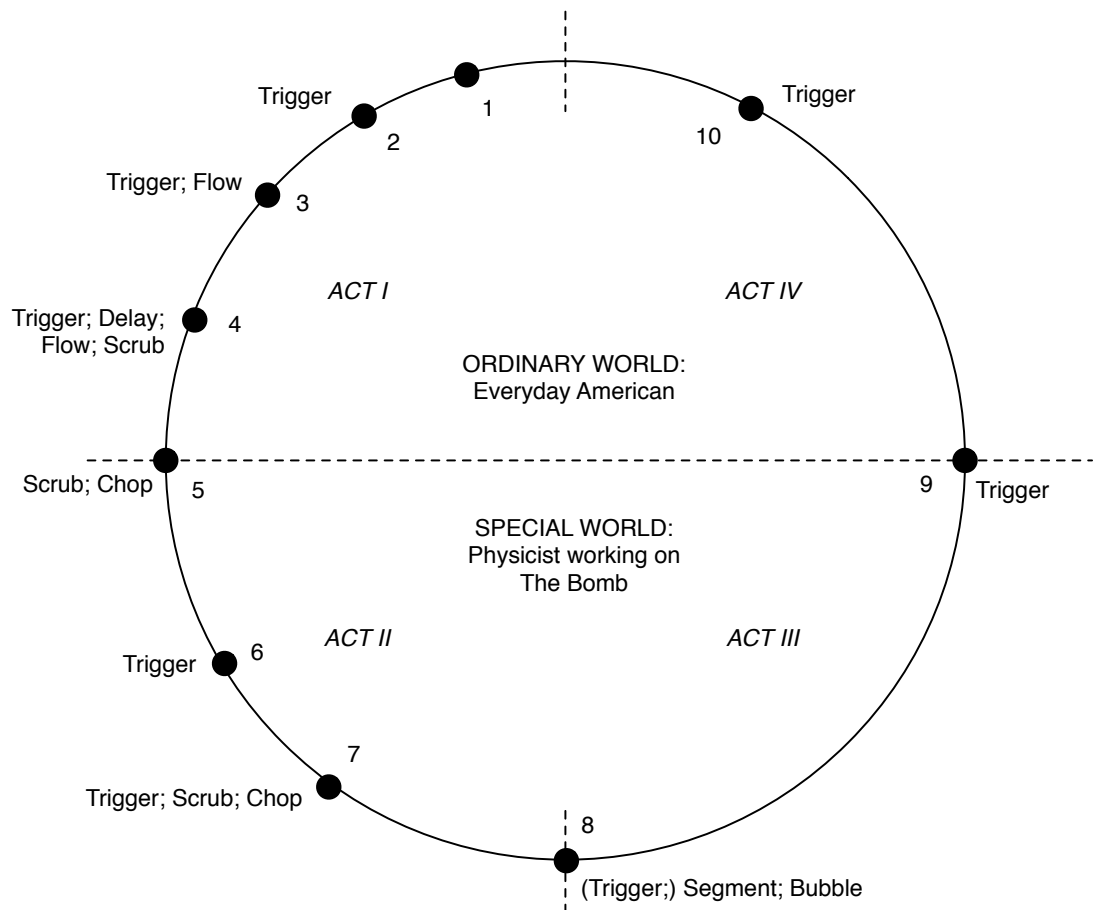 Trigger
1
Trigger
2
10
Trigger; Flow
3
ACT I
ACT IV
Trigger; Delay;
Flow; Scrub
4
ORDINARY WORLD:
Everyday American
Scrub; Chop
5
9
Trigger
SPECIAL WORLD:
Physicist working on
The Bomb
ACT II
ACT III
Trigger
6
7
Trigger; Scrub; Chop
8
(Trigger;) Segment; Bubble